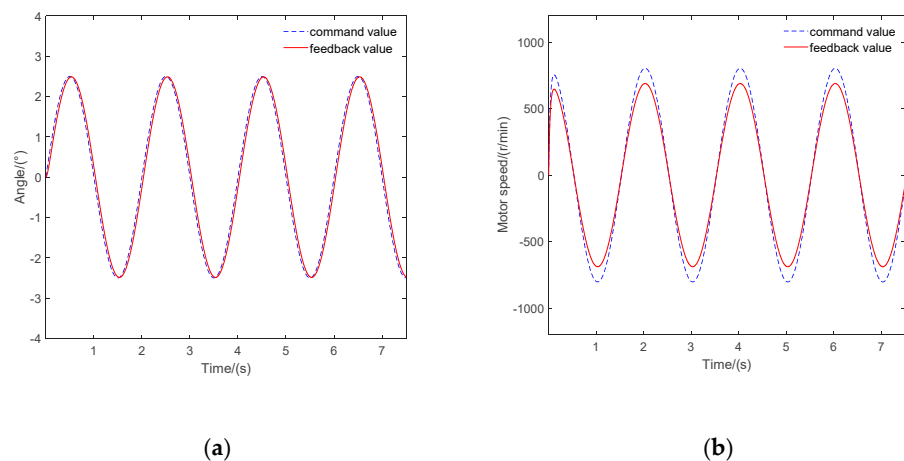 4
3
2
1
0
-1
-2
-3
-4
Angle/(°)
1 2 3 4 5 6 7
Time/(s)
command value
feedback value
(a)
1000
500
0
-500
-1000
Motor speed/(r/min)
1 2 3 4 5 6 7
Time/(s)
command value
feedback value
(b)